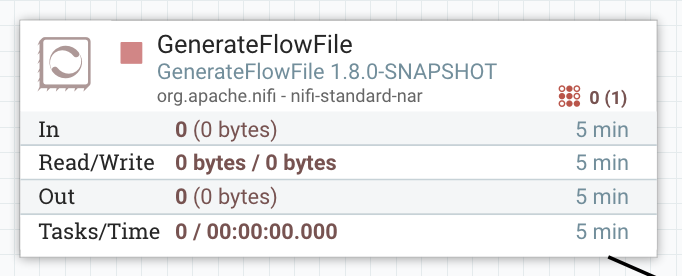 GenerateFlowFile
GenerateFlowFile 1.8.0-SNAPSHOT
org.apache.nifi - nifi-standard-nar
0 (1)
In 0 (0 bytes) 5 min
Read/Write 0 bytes / 0 bytes 5 min
Out 0 (0 bytes) 5 min
Tasks/Time 0 / 00:00:00.000 5 min